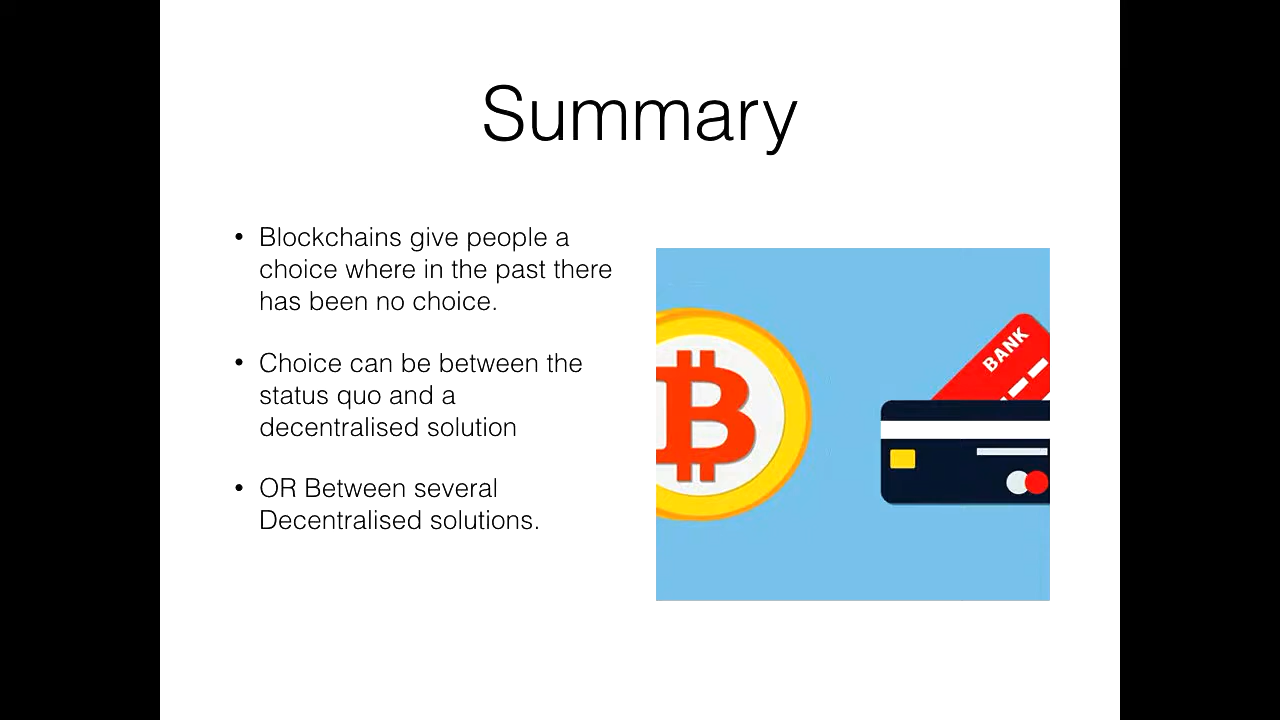 Summary
• Blockchains give people a
choice where in the past there
has been no choice.
• Choice can be between the
status quo and a
decentralised solution
• OR Between several
Decentralised solutions.
BANK